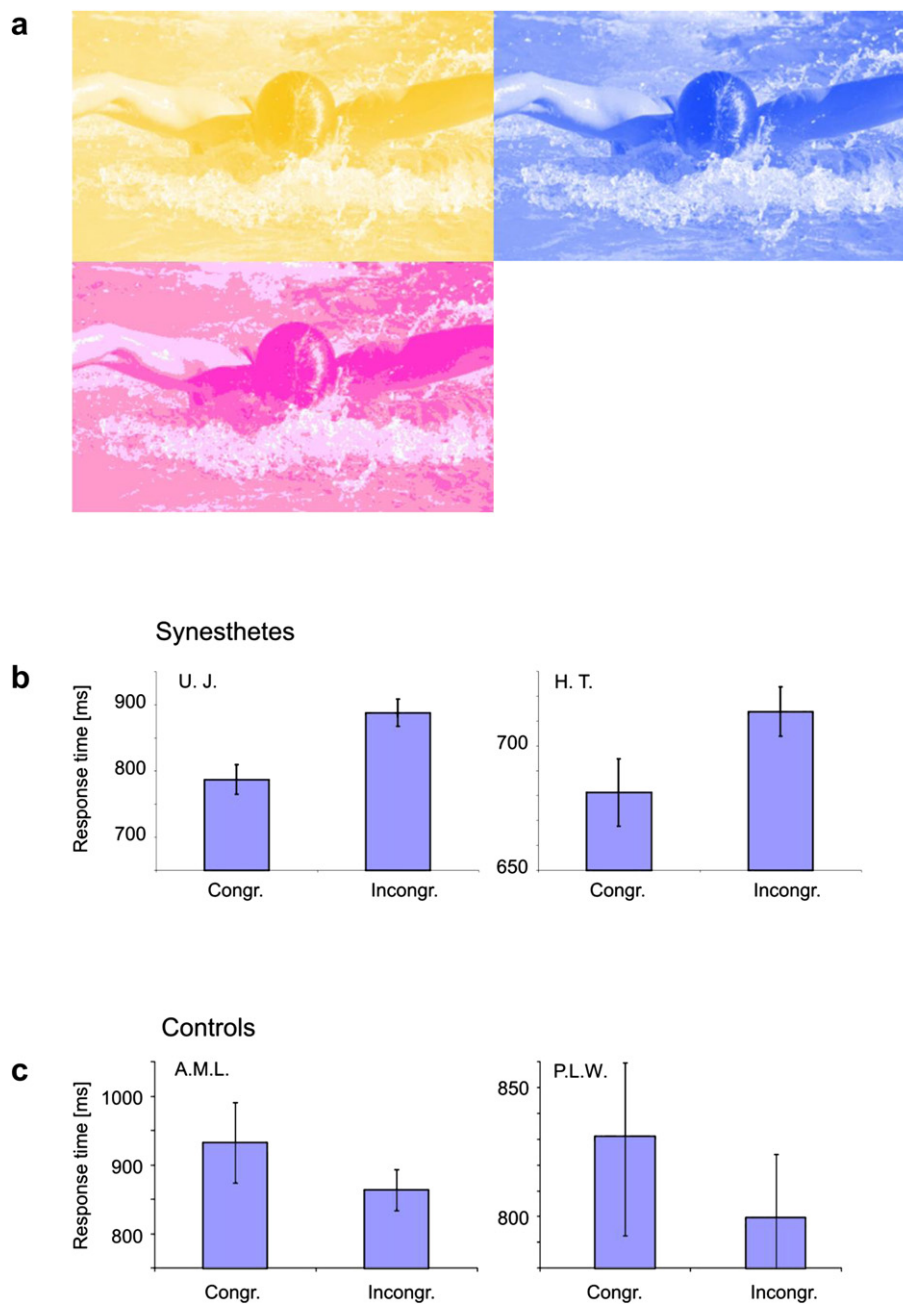 a
Synesthetes
b
U. J.
H. T.
Response time [ms]
900
800
700
700
650
Congr.
Incongr.
Congr.
Incongr.
Controls
c
A.M.L.
P.L.W.
Response time [ms]
1000
900
800
850
800
Congr.
Incongr.
Congr.
Incongr.